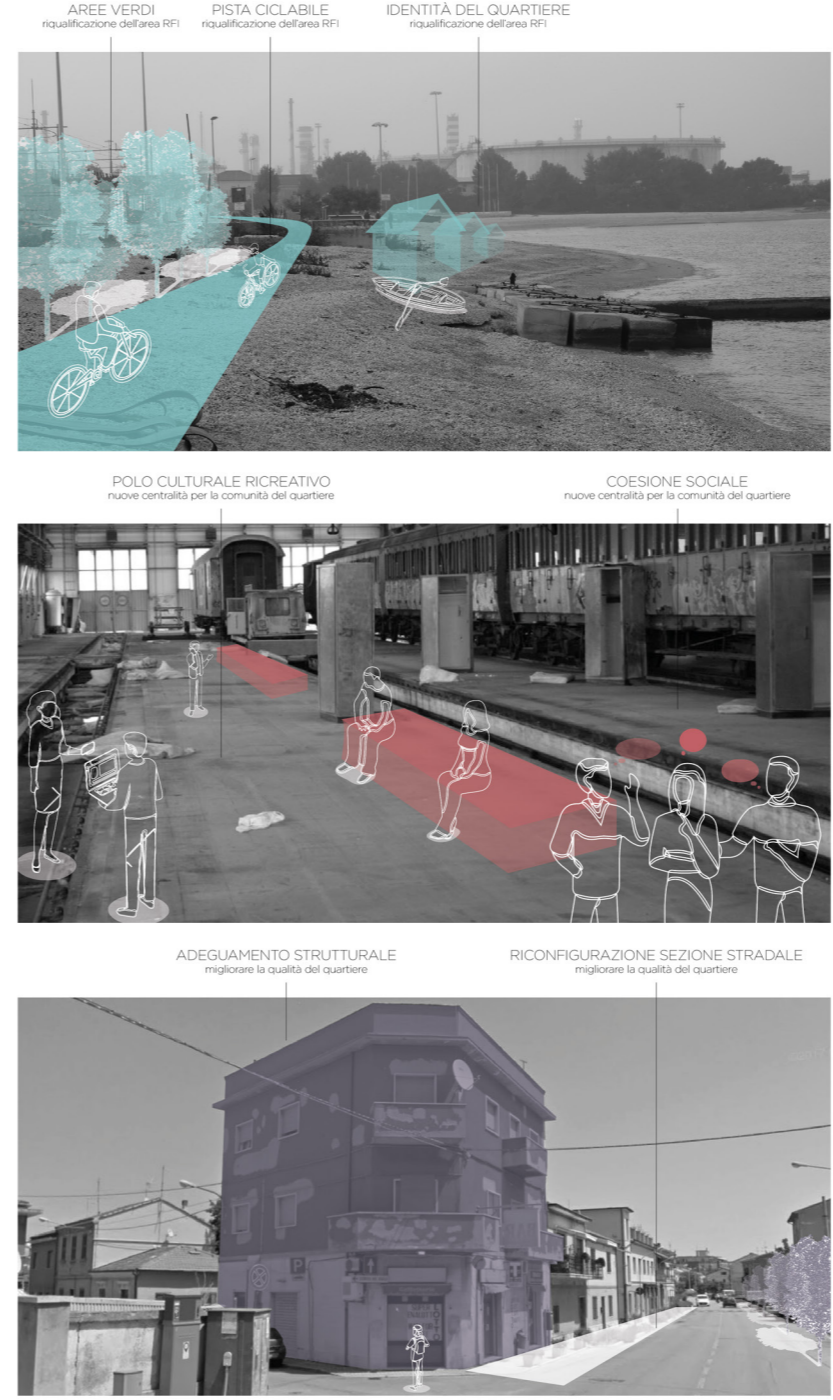 AREE VERDI
riqualificazione dell'area RFI
PISTA CICLABILE
riqualificazione dell'area RFI
IDENTITÀ DEL QUARTIERE
riqualificazione dell'area RFI
POLO CULTURALE RICREATIVO
nuove centralità per la comunità del quartiere
COESIONE SOCIALE
nuove centralità per la comunità del quartiere
ADEGUAMENTO STRUTTURALE
migliorare la qualità del quartiere
RICONFIGURAZIONE SEZIONE STRADALE
migliorare la qualità del quartiere
P